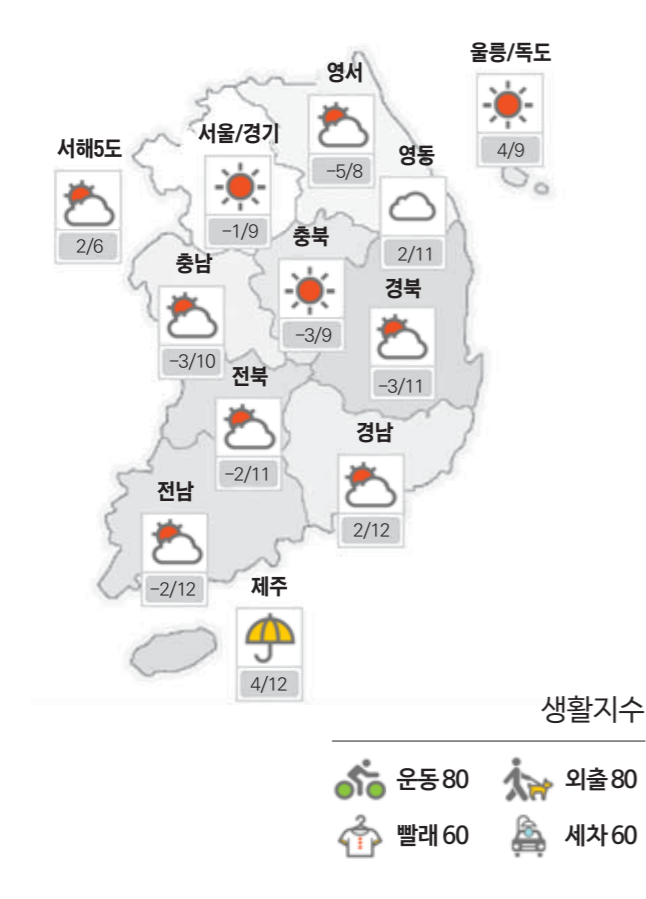 울릉/독도
4/9
영서
-5/8
서울/경기
-1/9
서해5도
2/6
영동
2/11
충북
-3/9
충남
-3/10
경북
-3/11
전북
-2/11
경남
2/12
전남
-2/12
제주
4/12
생활지수
운동 80
외출 80
빨래 60
세차 60